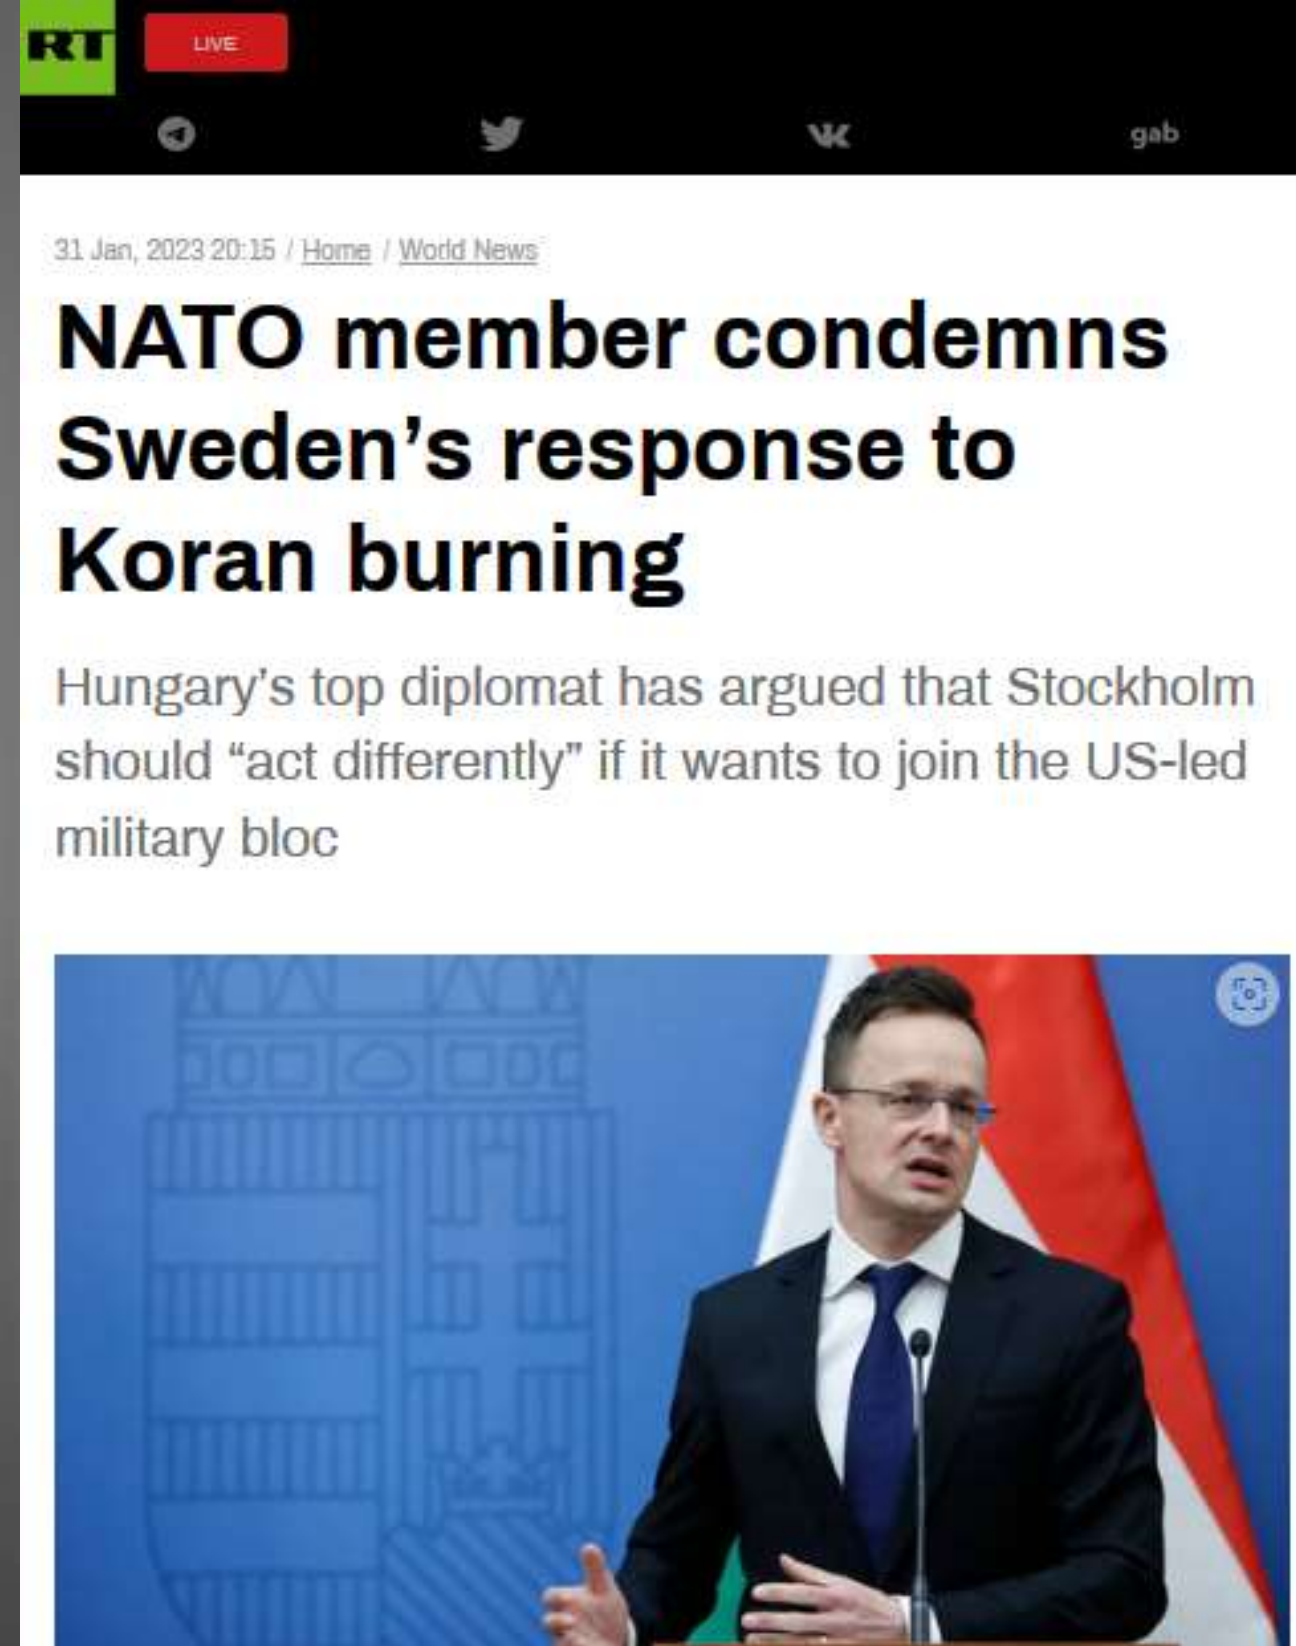 RT
LIVE
gab
31 Jan, 2023 20:15 / Home / World News
NATO member condemns
Sweden’s response to
Koran burning
Hungary’s top diplomat has argued that Stockholm
should “act differently” if it wants to join the US-led
military bloc